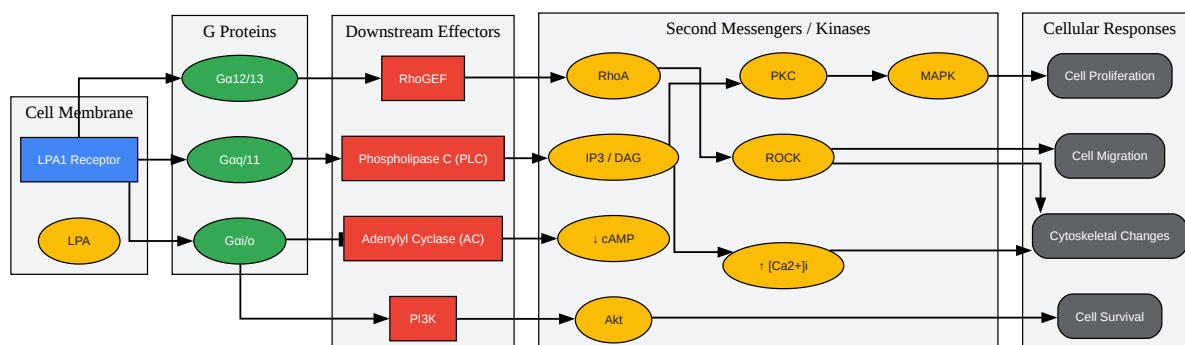 G Proteins
Downstream Effectors
Second Messengers / Kinases
Cellular Responses
Gα12/13
RhoGEF
RhoA
PKC
MAPK
Cell Proliferation
Cell Membrane
LPA1 Receptor
Gαq/11
Phospholipase C (PLC)
IP3 / DAG
ROCK
Cell Migration
LPA
Gαi/o
Adenylyl Cyclase (AC)
↓ cAMP
↑ [Ca2+]i
Cytoskeletal Changes
PI3K
Akt
Cell Survival